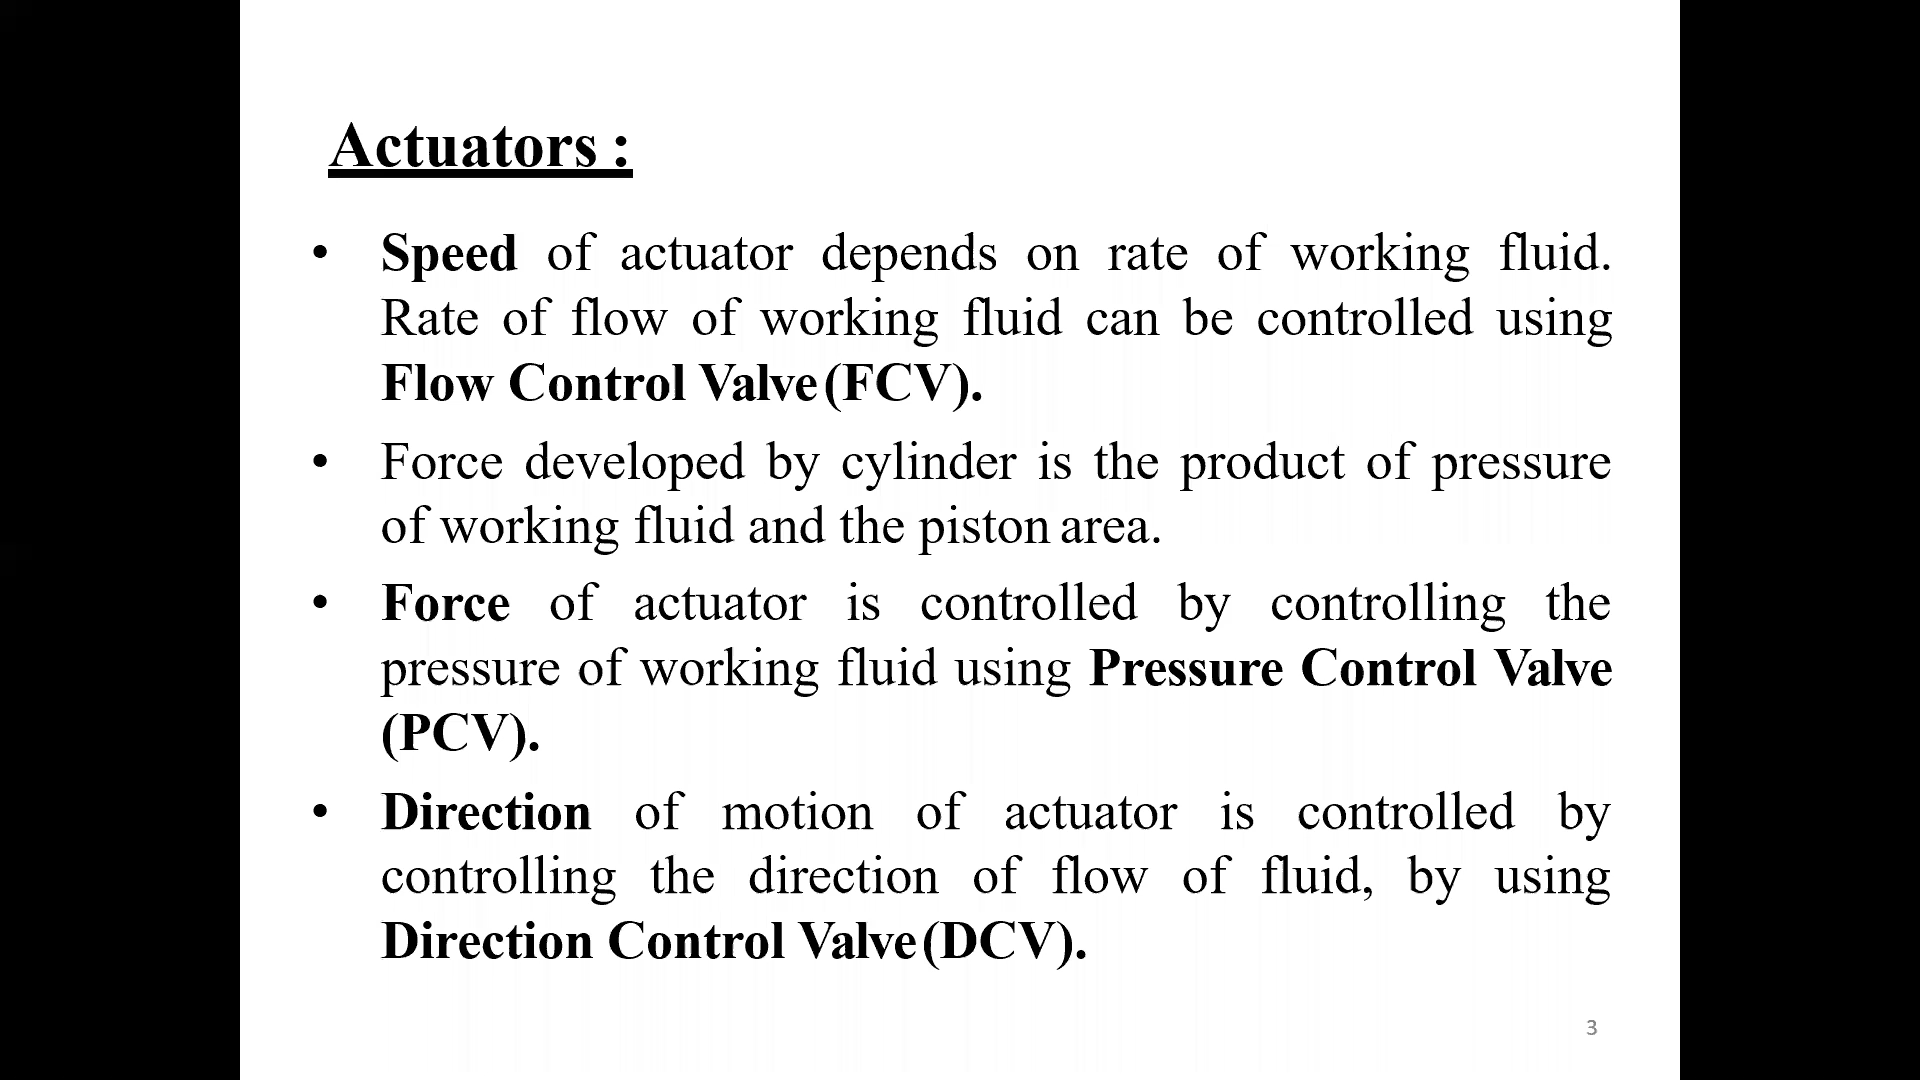 Actuators :
• Speed of actuator depends on rate of working fluid.
Rate of flow of working fluid can be controlled using
Flow Control Valve (FCV).
• Force developed by cylinder is the product of pressure
of working fluid and the piston area.
• Force of actuator is controlled by controlling the
pressure of working fluid using Pressure Control Valve
(PCV).
• Direction of motion of actuator is controlled by
controlling the direction of flow of fluid, by using
Direction Control Valve (DCV).
3